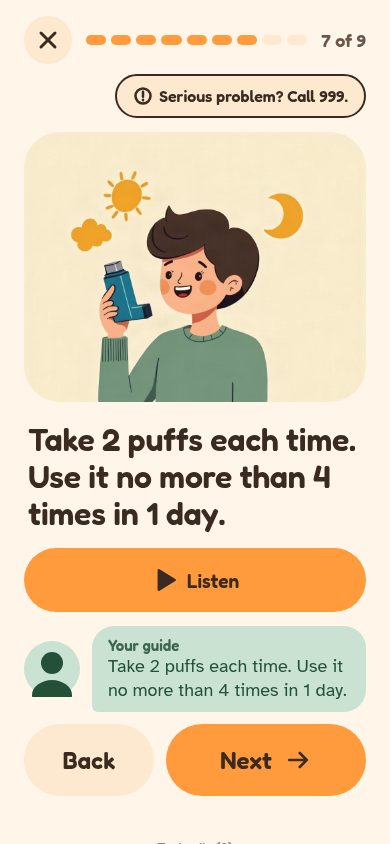 7 of 9
Serious problem? Call 999.
Take 2 puffs each time.
Use it no more than 4
times in 1 day.
Listen
Your guide
Take 2 puffs each time. Use it
no more than 4 times in 1 day.
Back
Next